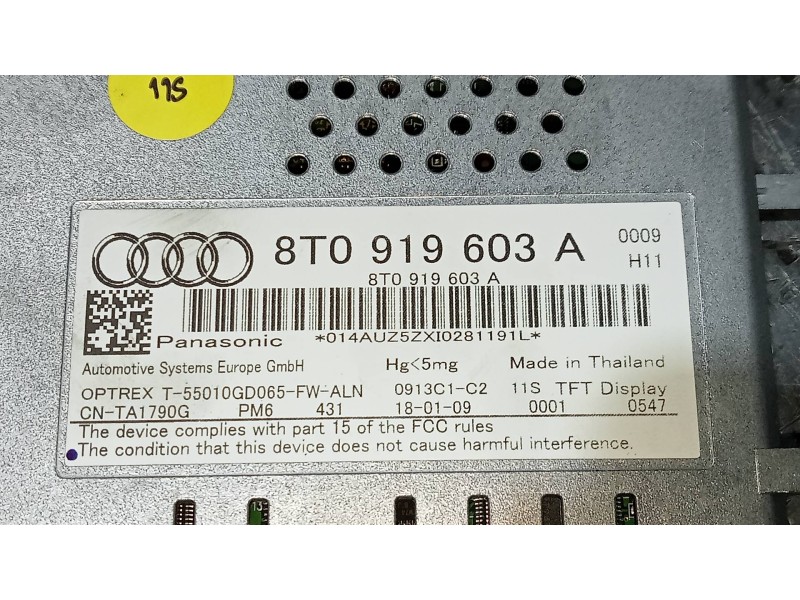 11S
8T0 919 603 A 0009
H11
8T0 919 603 A
Panasonic *014AUZ5ZXI0281191L*
Automotive Systems Europe GmbH Hg<5mg Made in Thailand
OPTREX T-55010GD065-FW-ALN 0913C1-C2 11S TFT Display
CN-TA1790G PM6 431 18-01-09 0001 0547
The device complies with part 15 of the FCC rules
The condition that this device does not cause harmful interference.
13